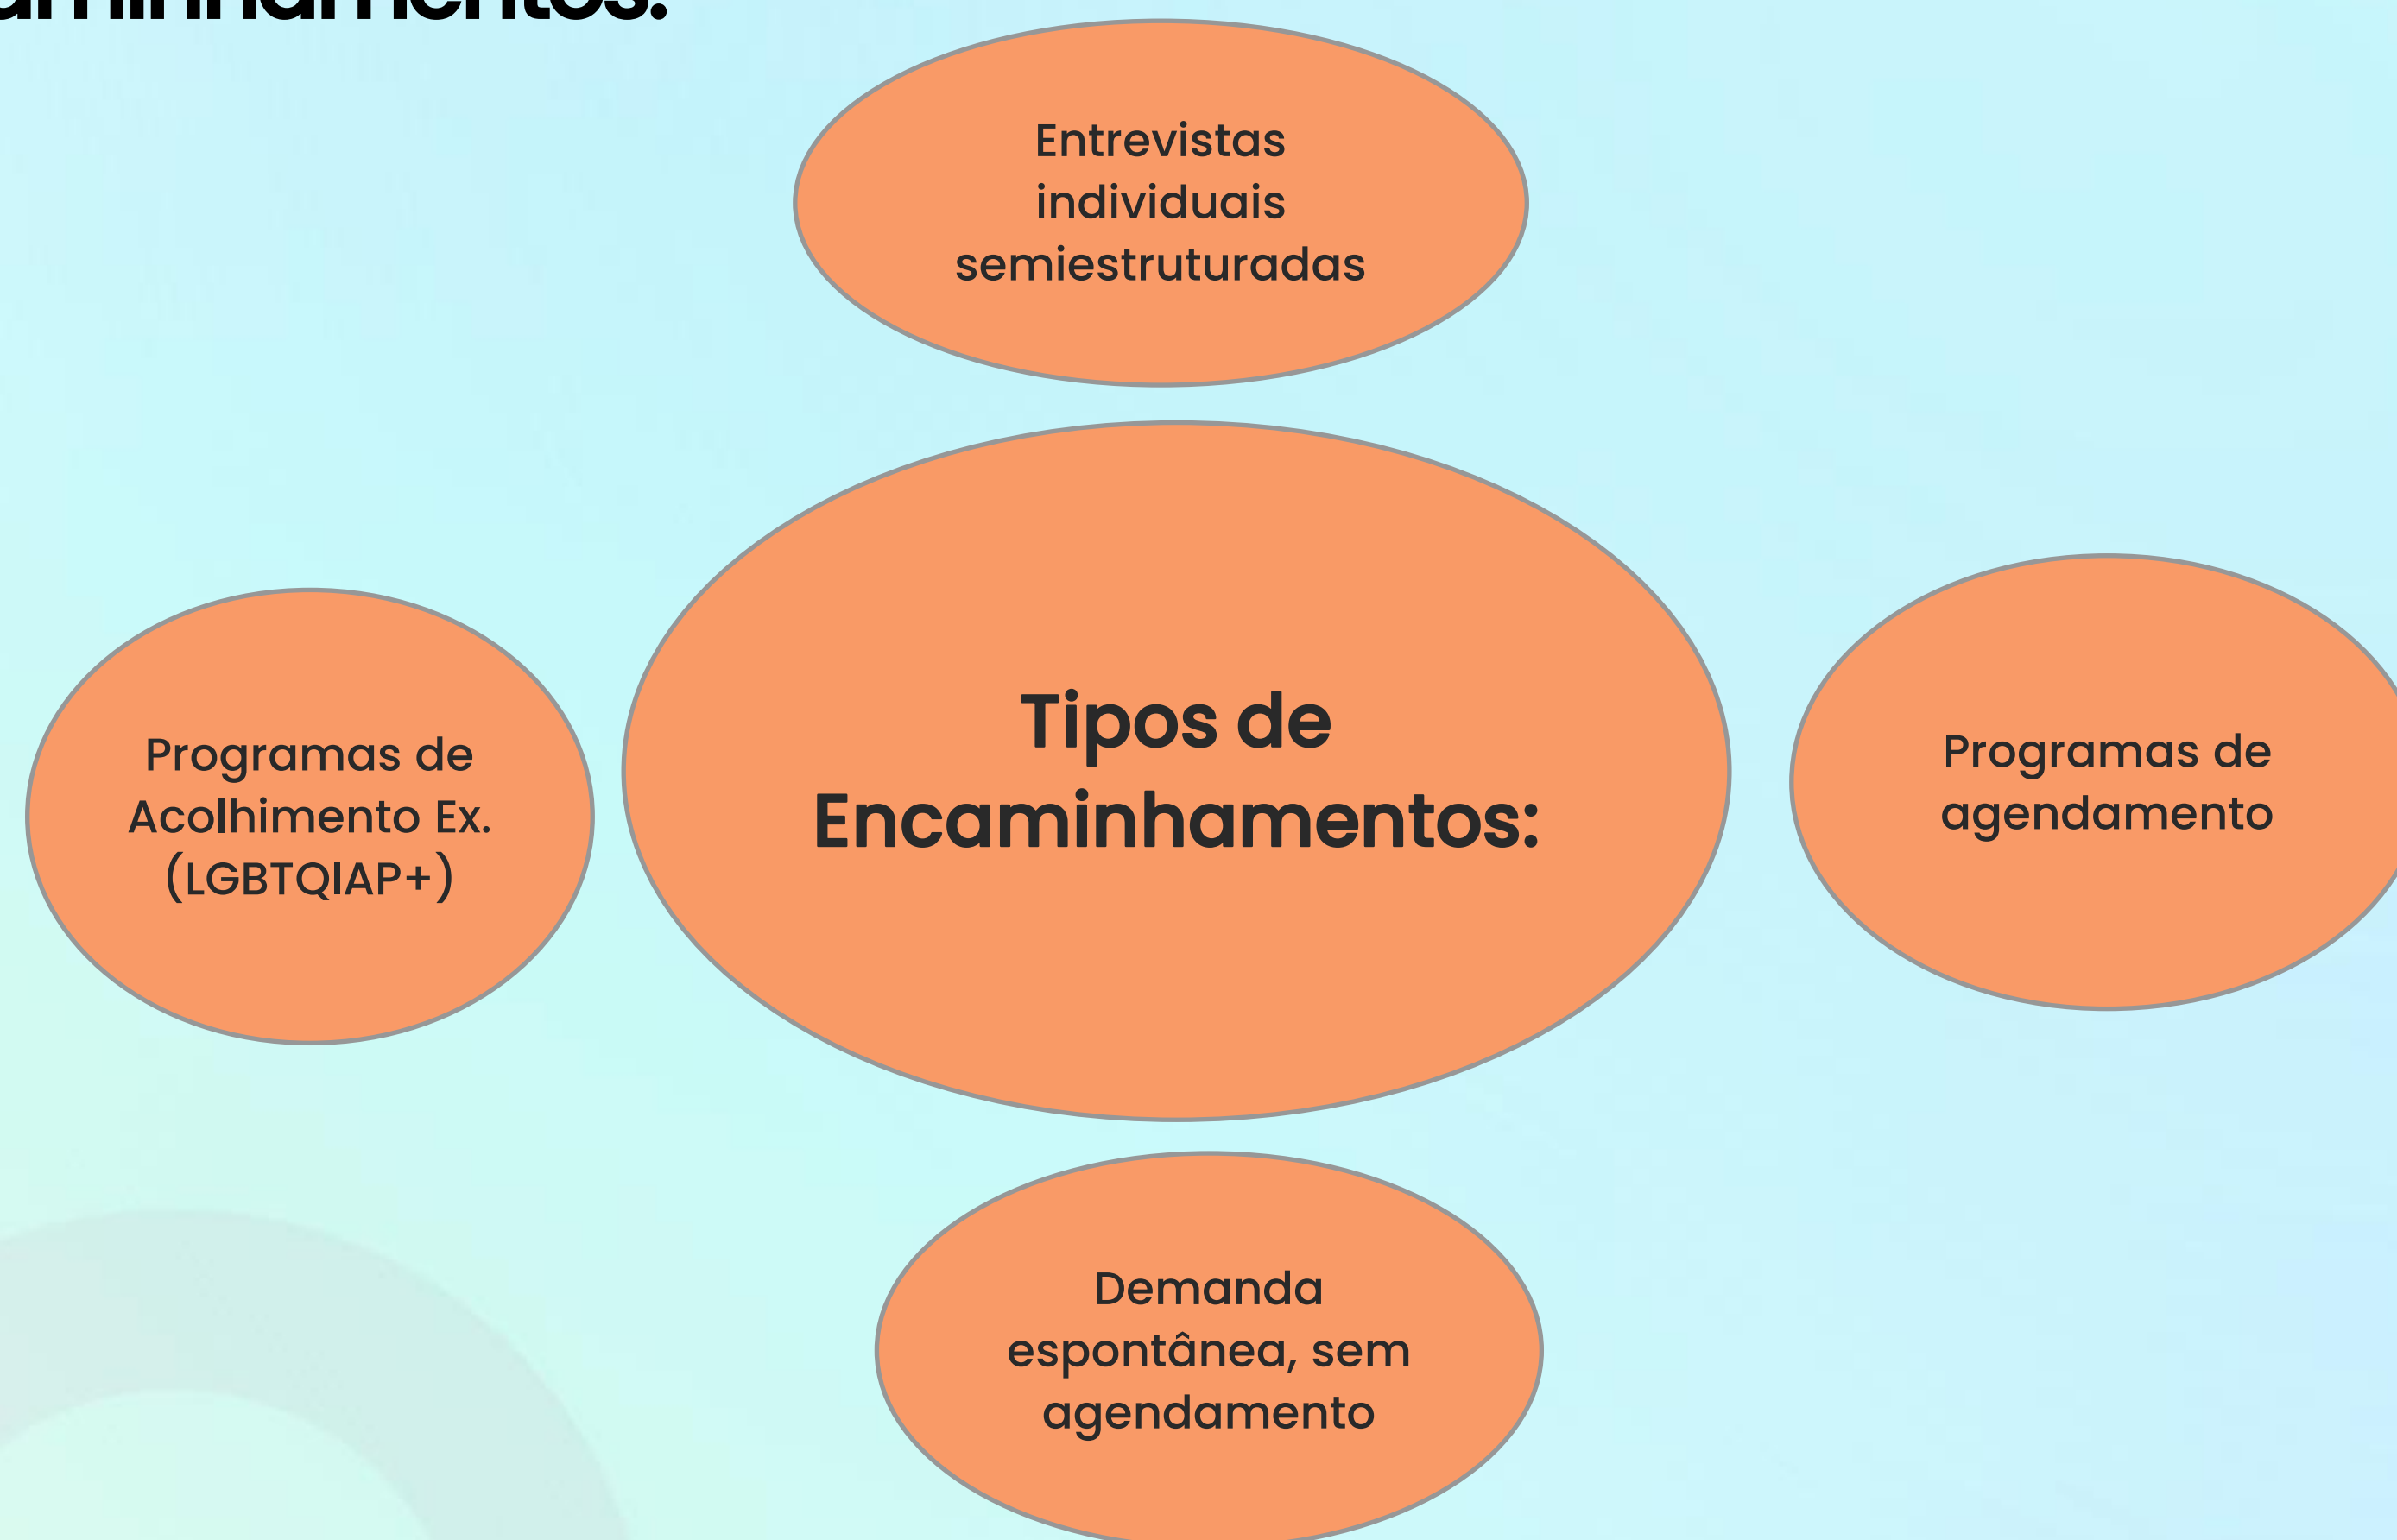 Entrevistas
individuais
semiestruturadas
Tipos de
Encaminhamentos:
Programas de
Acolhimento Ex.
(LGBTQIAP+)
Programas de
agendamento
Demanda
espontânea, sem
agendamento